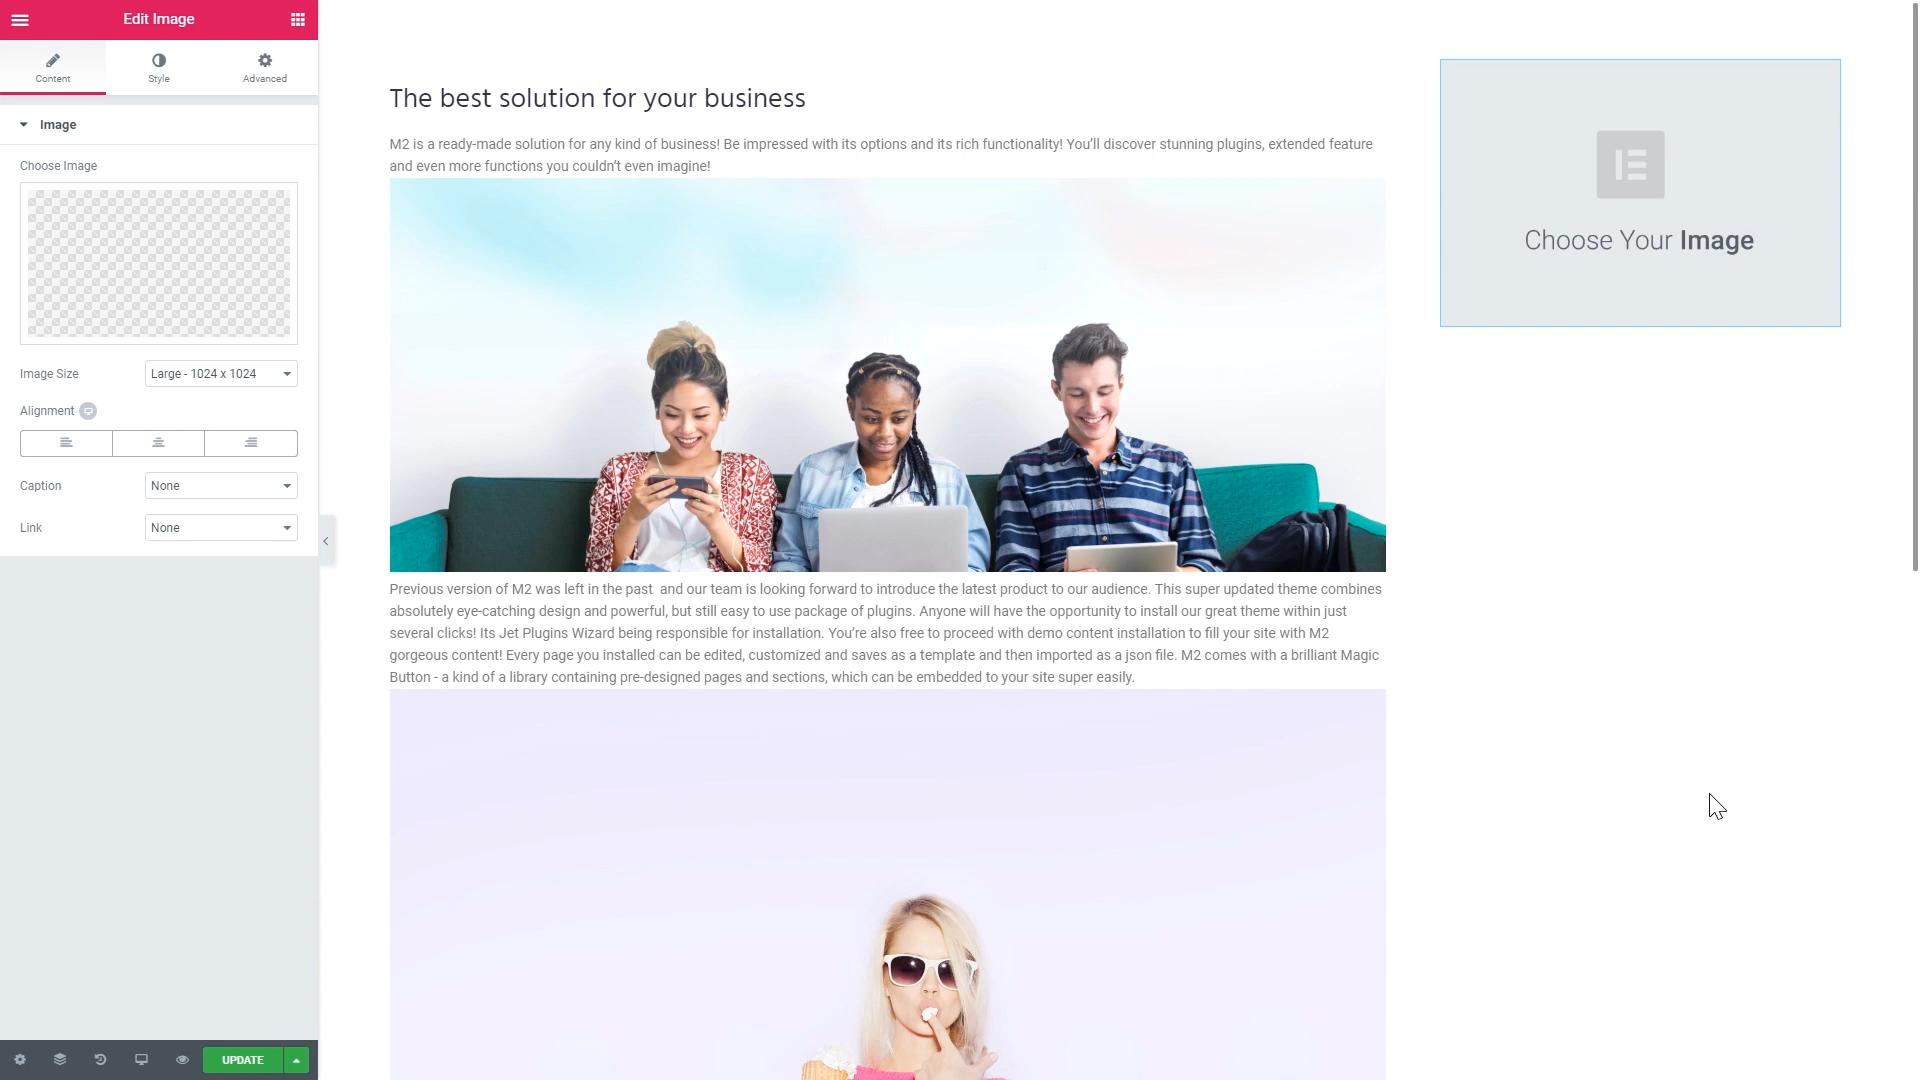 Edit Image
Content
Style
Advanced
Image
Choose Image
Image Size
Large - 1024 x 1024
Alignment
Caption
None
Link
None
UPDATE
The best solution for your business
M2 is a ready-made solution for any kind of business! Be impressed with its options and its rich functionality! You’ll discover stunning plugins, extended feature
and even more functions you couldn’t even imagine!
Previous version of M2 was left in the past  and our team is looking forward to introduce the latest product to our audience. This super updated theme combines
absolutely eye-catching design and powerful, but still easy to use package of plugins. Anyone will have the opportunity to install our great theme within just
several clicks! Its Jet Plugins Wizard being responsible for installation. You’re also free to proceed with demo content installation to fill your site with M2
gorgeous content! Every page you installed can be edited, customized and saves as a template and then imported as a json file. M2 comes with a brilliant Magic
Button - a kind of a library containing pre-designed pages and sections, which can be embedded to your site super easily.
Choose Your Image